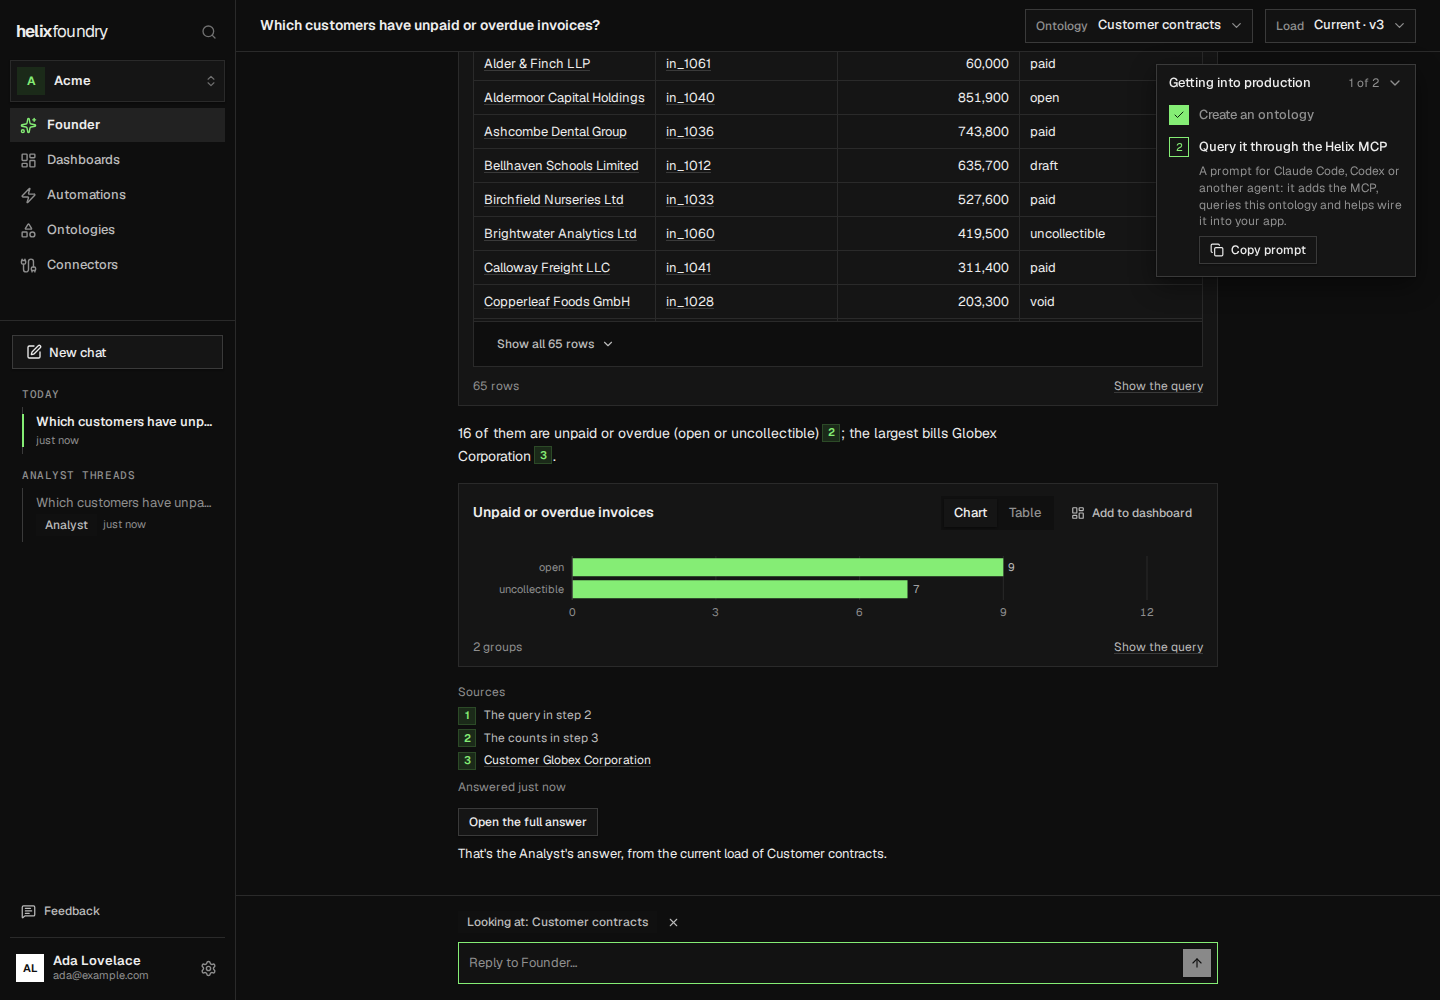 helixfoundry
A Acme
Founder
Dashboards
Automations
Ontologies
Connectors
New chat
TODAY
Which customers have unp...
just now
ANALYST THREADS
Which customers have unpa...
Analyst just now
Feedback
AL Ada Lovelace
ada@example.com
Which customers have unpaid or overdue invoices?
Ontology Customer contracts
Load Current · v3
Alder & Finch LLP in_1061 60,000 paid
Aldermoor Capital Holdings in_1040 851,900 open
Ashcombe Dental Group in_1036 743,800 paid
Bellhaven Schools Limited in_1012 635,700 draft
Birchfield Nurseries Ltd in_1033 527,600 paid
Brightwater Analytics Ltd in_1060 419,500 uncollectible
Calloway Freight LLC in_1041 311,400 paid
Copperleaf Foods GmbH in_1028 203,300 void
Show all 65 rows
65 rows Show the query
Getting into production 1 of 2
Create an ontology
2 Query it through the Helix MCP
A prompt for Claude Code, Codex or
another agent: it adds the MCP,
queries this ontology and helps wire
it into your app.
Copy prompt
16 of them are unpaid or overdue (open or uncollectible) 2 ; the largest bills Globex
Corporation 3 .
Unpaid or overdue invoices Chart Table Add to dashboard
open 9
uncollectible 7
0 3 6 9 12
2 groups Show the query
Sources
1 The query in step 2
2 The counts in step 3
3 Customer Globex Corporation
Answered just now
Open the full answer
That's the Analyst's answer, from the current load of Customer contracts.
Looking at: Customer contracts
Reply to Founder...